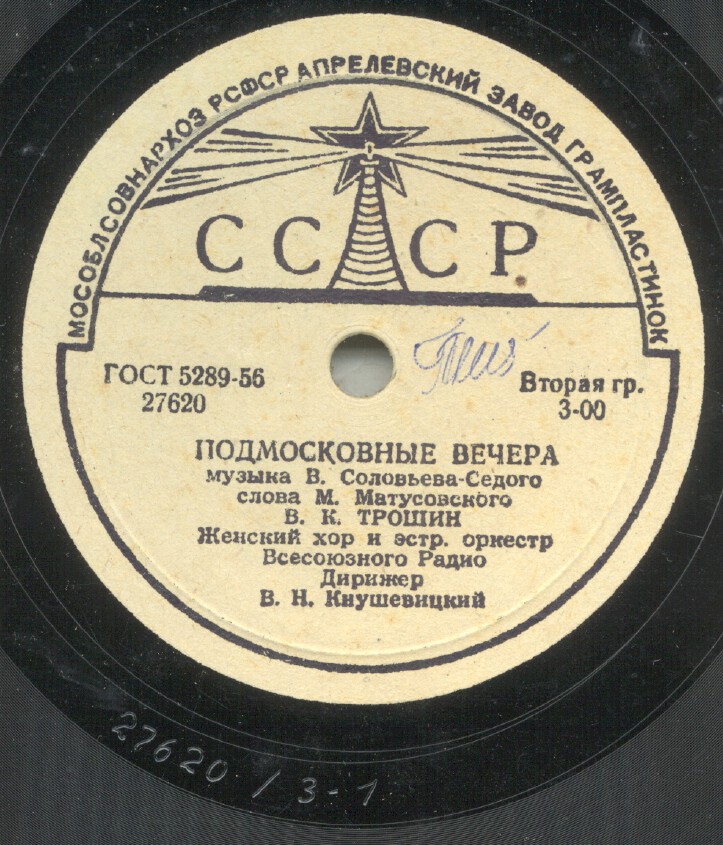 МОСОБЛСОВНАРХОЗ РСФСР АПРЕЛЕВСКИЙ ЗАВОД ГРАМПЛАСТИНОК
СССР
ГОСТ 5289-56
27620
Вторая гр.
3-00
ПОДМОСКОВНЫЕ ВЕЧЕРА
музыка В. Соловьева-Седого
слова М. Матусовского
В. К. ТРОШИН
Женский хор и эстр. оркестр
Всесоюзного Радио
Дирижер
В. Н. Кнушевицкий
27620 / 3-1